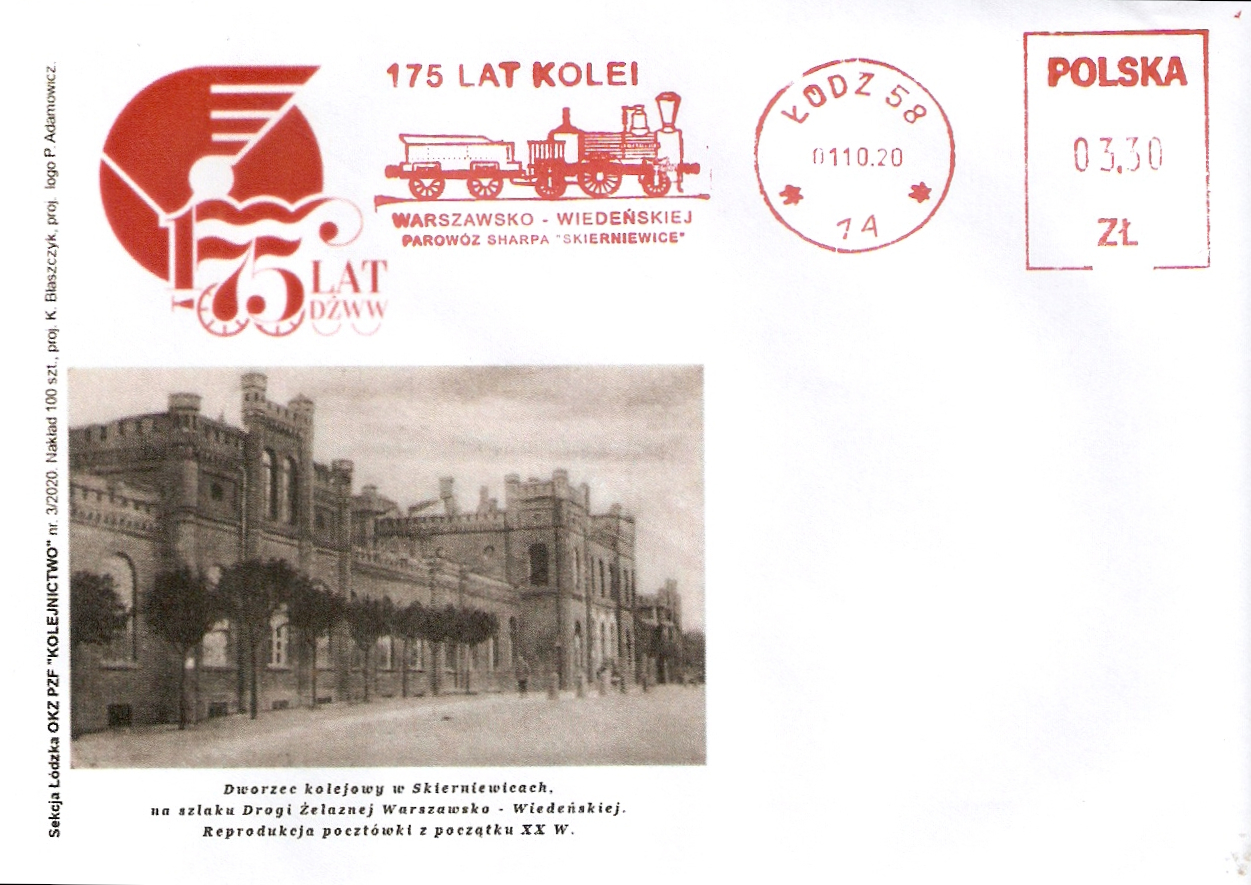 Sekcja Łódzka OKZ PZF "KOLEJNICTWO" nr. 3/2020. Nakład 100 szt., proj. K. Błaszczyk, proj. logo P. Adamowicz.
175 LAT
DŻWW
175 LAT KOLEI
WARSZAWSKO - WIEDEŃSKIEJ
PAROWÓZ SHARPA "SKIERNIEWICE"
ŁÓDŹ 58
0110.20
14
POLSKA
03,30
ZŁ
Dworzec kolejowy w Skierniewicach,
na szlaku Drogi Żelaznej Warszawsko - Wiedeńskiej.
Reprodukcja pocztówki z początku XX W.